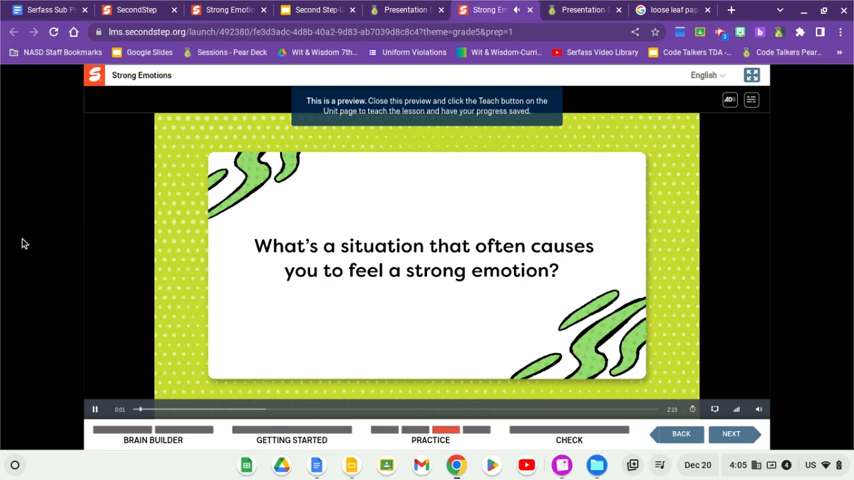 Serfass Sub P
SecondStep
Strong Emotio
Second Step-U
Presentation &
Strong Em
Presentation &
loose leaf pap
lms.secondstep.org/launch/492380/fe3d3adc-4d8b-40a2-9d83-ab7039d8c8c4?theme=grade5&prep=1
NASD Staff Bookmarks
Google Slides
Sessions - Pear Deck
Wit & Wisdom 7th...
Uniform Violations
Wit & Wisdom-Curri...
Serfass Video Library
Code Talkers TDA -...
Code Talkers Pear...
»
Strong Emotions
English
This is a preview. Close this preview and click the Teach button on the
Unit page to teach the lesson and have your progress saved.
AD
What's a situation that often causes
you to feel a strong emotion?
0:01
2:19
BRAIN BUILDER
GETTING STARTED
PRACTICE
CHECK
BACK
NEXT
Dec 20
4:05
4
US